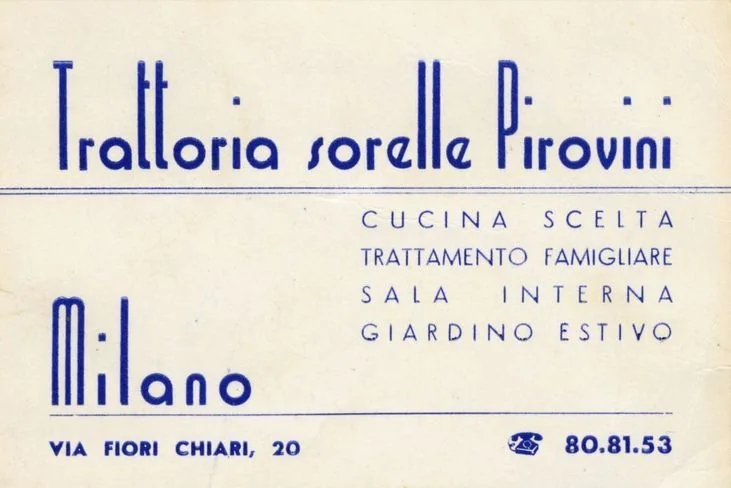 Trattoria sorelle Pirovini
CUCINA SCELTA
TRATTAMENTO FAMIGLIARE
SALA INTERNA
GIARDINO ESTIVO
Milano
VIA FIORI CHIARI, 20
80.81.53